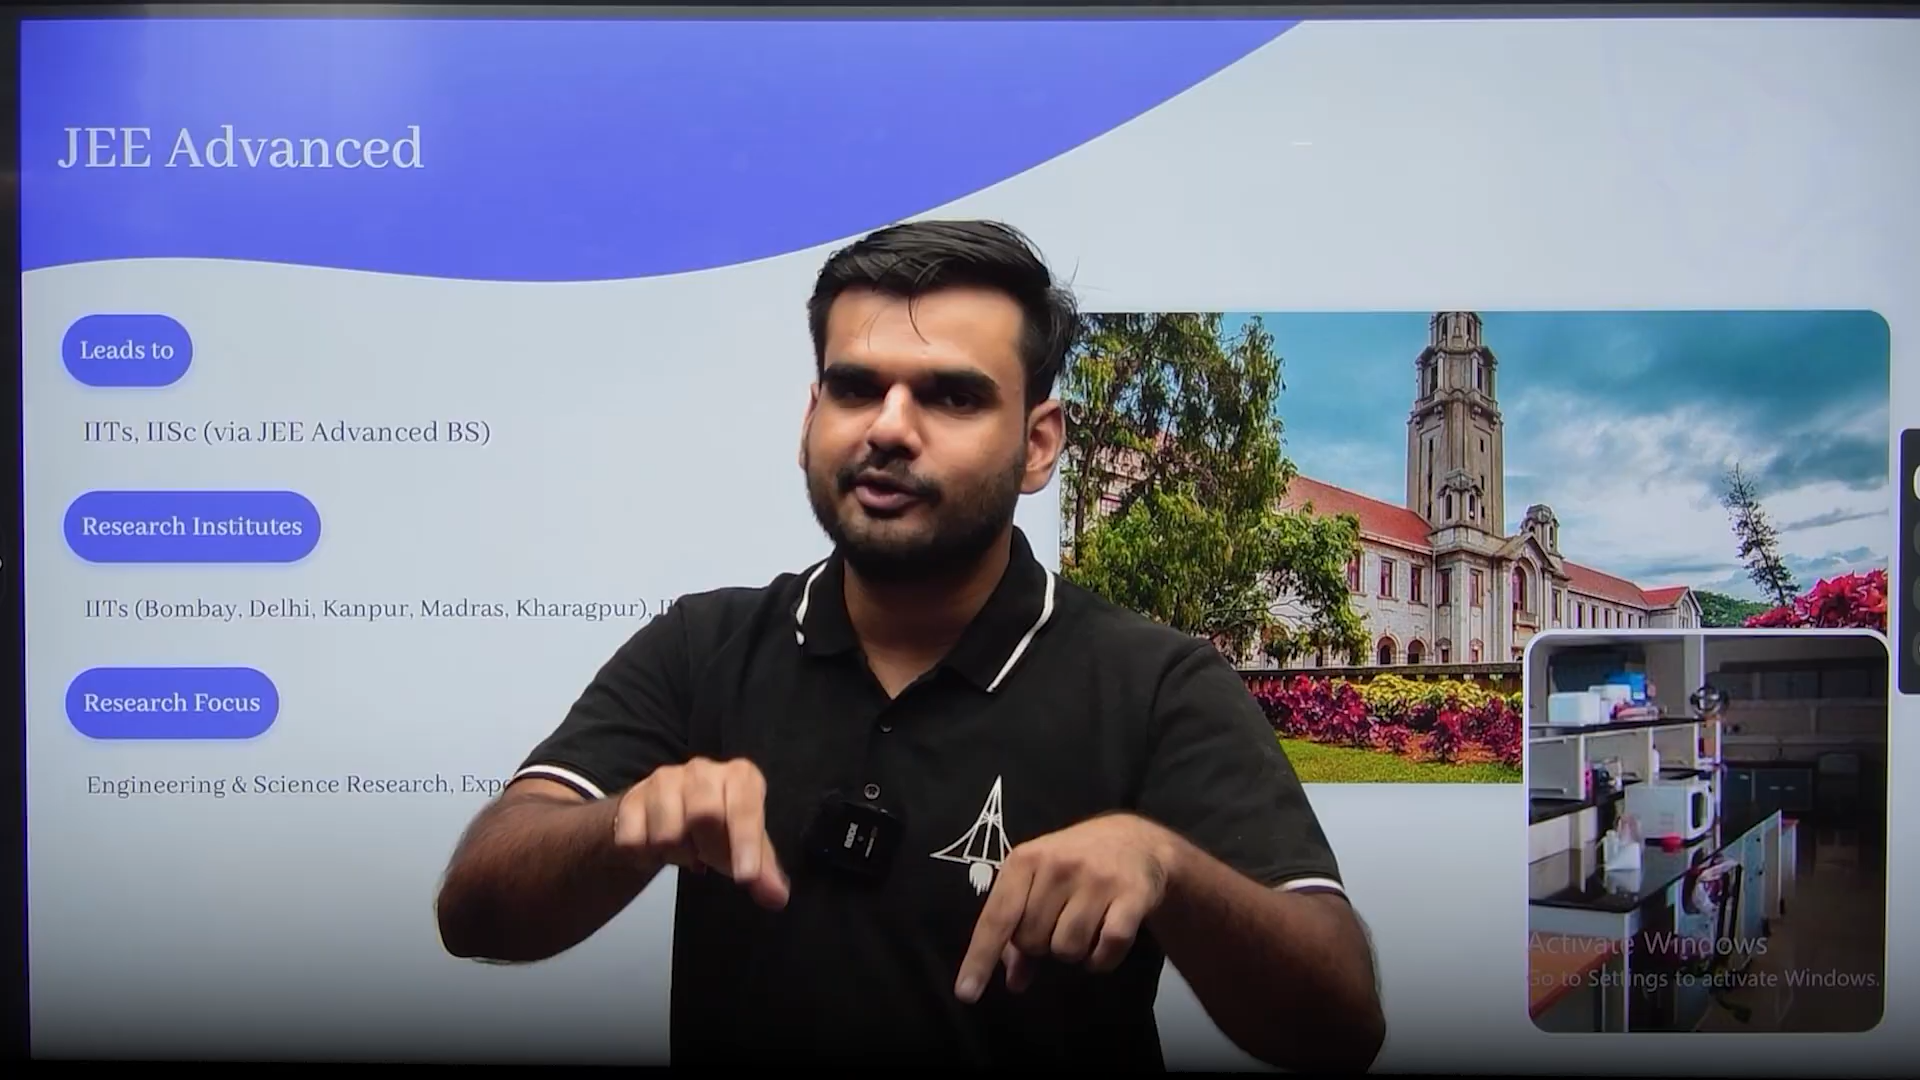 JEE Advanced
Leads to
IITs, IISc (via JEE Advanced BS)
Research Institutes
IITs (Bombay, Delhi, Kanpur, Madras, Kharagpur),
Research Focus
Engineering & Science Research,
Activate Windows
Go to Settings to activate Windows.